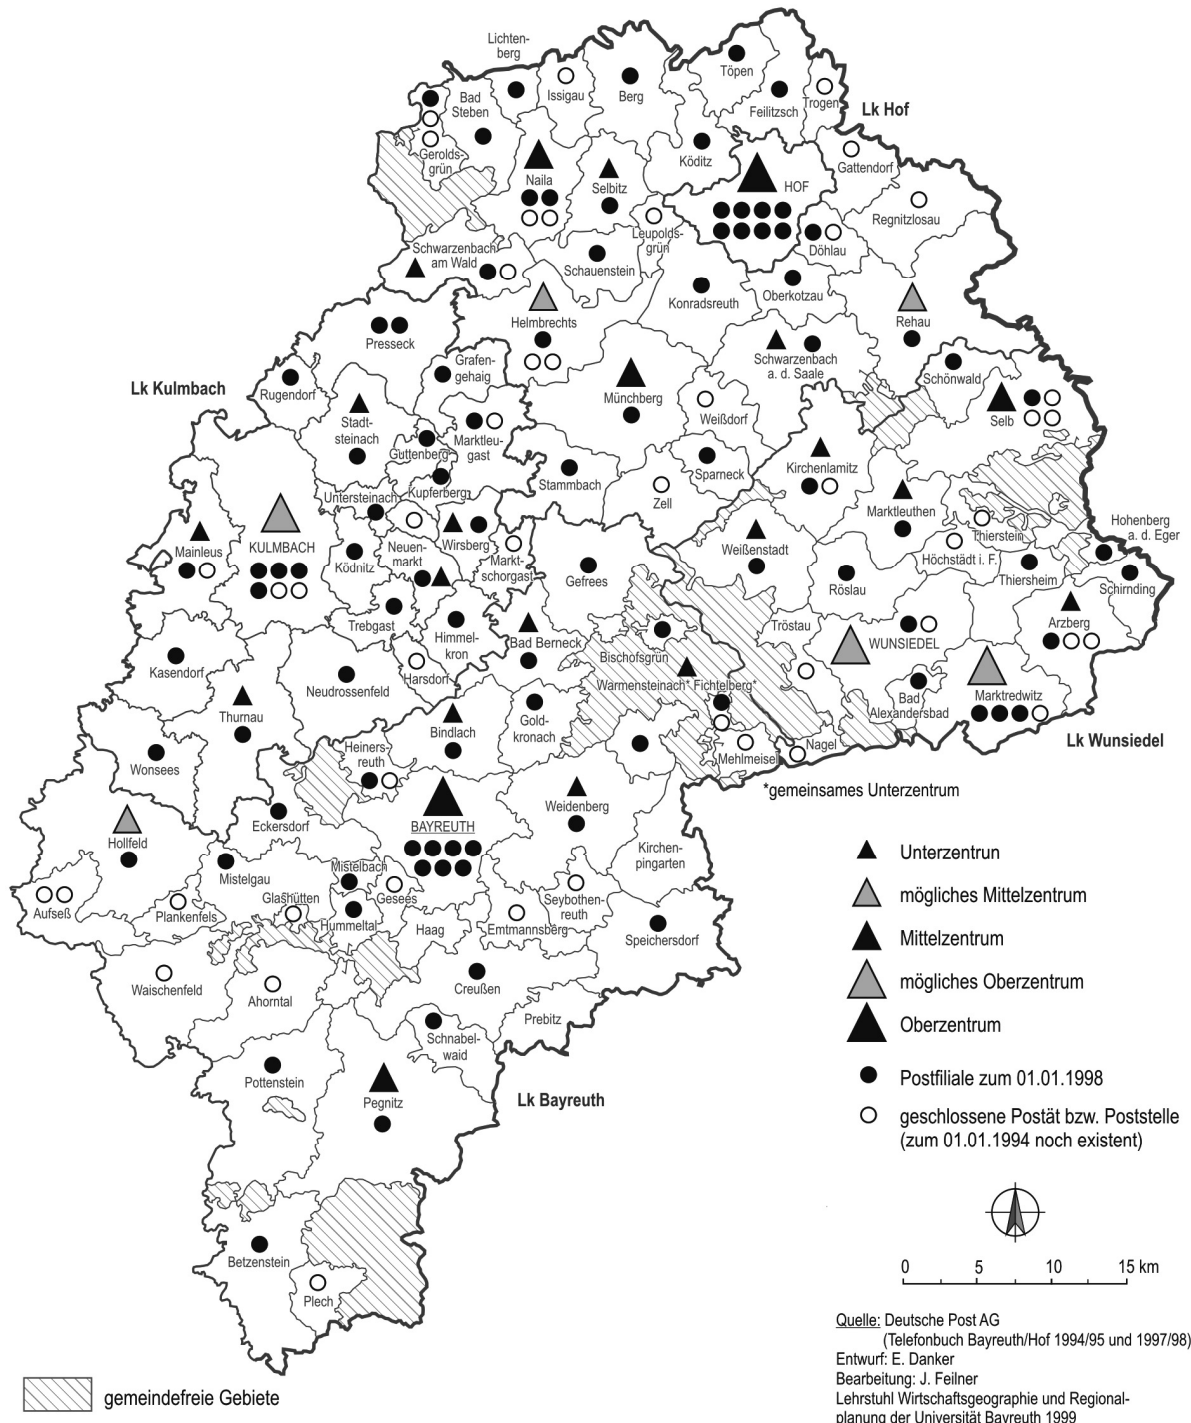 Lichten-
berg
Bad
Steben
Issigau
Berg
Töpen
Feilitzsch
Trogen
Lk Hof
Gerolds-
grün
Naila
Selbitz
Köditz
HOF
Gattendorf
Regnitzlosau
Leupolds-
grün
Döhlau
Schwarzenbach
am Wald
Schauenstein
Konradsreuth
Oberkotzau
Rehau
Helmbrechts
Presseck
Schwarzenbach
a. d. Saale
Schönwald
Selb
Lk Kulmbach
Rugendorf
Grafen-
gehaig
Münchberg
Weißdorf
Stadt-
steinach
Marktleu-
gast
Guttenberg
Kupferberg
Stammbach
Sparneck
Zell
Kirchenlamitz
Marktleuthen
Untersteinach
Hohenberg
a. d. Eger
Mainleus
KULMBACH
Ködnitz
Neuen-
markt
Wirsberg
Markt-
schorgast
Gefrees
Weißenstadt
Thierstein
Höchstädt i. F.
Thiersheim
Schirnding
Röslau
Trebgast
Himmel-
kron
Bad Berneck
Bischofsgrün
Tröstau
WUNSIEDEL
Arzberg
Kasendorf
Neudrossenfeld
Harsdorf
Warmensteinach* Fichtelberg*
Bad
Alexandersbad
Marktredwitz
Thurnau
Bindlach
Gold-
kronach
Mehlmeisel
Nagel
Lk Wunsiedel
Wonsees
Heiners-
reuth
*gemeinsames Unterzentrum
Hollfeld
Eckersdorf
BAYREUTH
Weidenberg
Kirchen-
pingarten
Unterzentrun
Mistelgau
Mistelbach
Gesees
Seybothen-
reuth
mögliches Mittelzentrum
Aufseß
Plankenfels
Glashütten
Hummeltal
Haag
Emtmannsberg
Speichersdorf
Mittelzentrum
Waischenfeld
Ahorntal
Creußen
mögliches Oberzentrum
Prebitz
Oberzentrum
Schnabel-
waid
Pottenstein
Pegnitz
Lk Bayreuth
Postfiliale zum 01.01.1998
geschlossene Postät bzw. Poststelle
(zum 01.01.1994 noch existent)
Betzenstein
Plech
0 5 10 15 km
Quelle: Deutsche Post AG
(Telefonbuch Bayreuth/Hof 1994/95 und 1997/98)
Entwurf: E. Danker
Bearbeitung: J. Feilner
Lehrstuhl Wirtschaftsgeographie und Regional-
planung der Universität Bayreuth 1999
gemeindefreie Gebiete